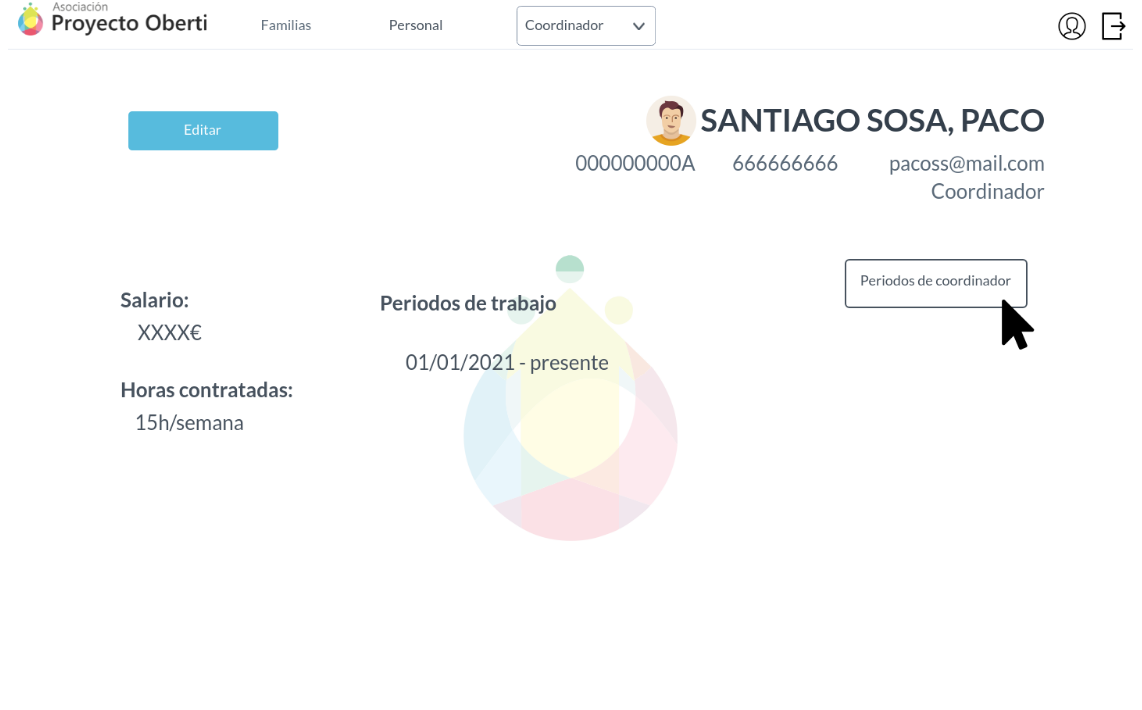 Asociación
Proyecto Oberti
Familias
Personal
Coordinador
Editar
SANTIAGO SOSA, PACO
000000000A 666666666 pacoss@mail.com
Coordinador
Periodos de coordinador
Salario:
XXXX€
Horas contratadas:
15h/semana
Periodos de trabajo
01/01/2021 - presente